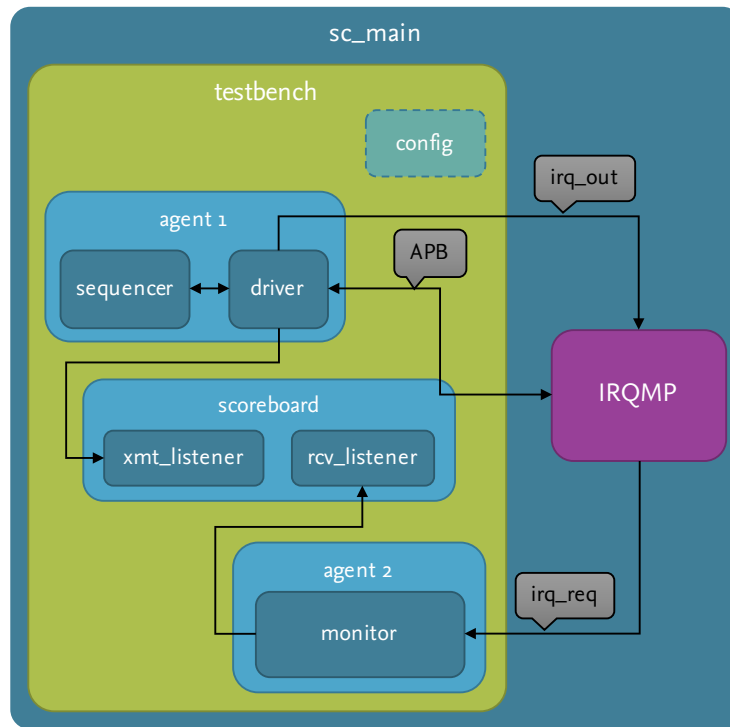 sc_main
testbench
config
irq_out
agent 1
APB
sequencer
driver
IRQMP
scoreboard
xmt_listener
rcv_listener
agent 2
irq_req
monitor